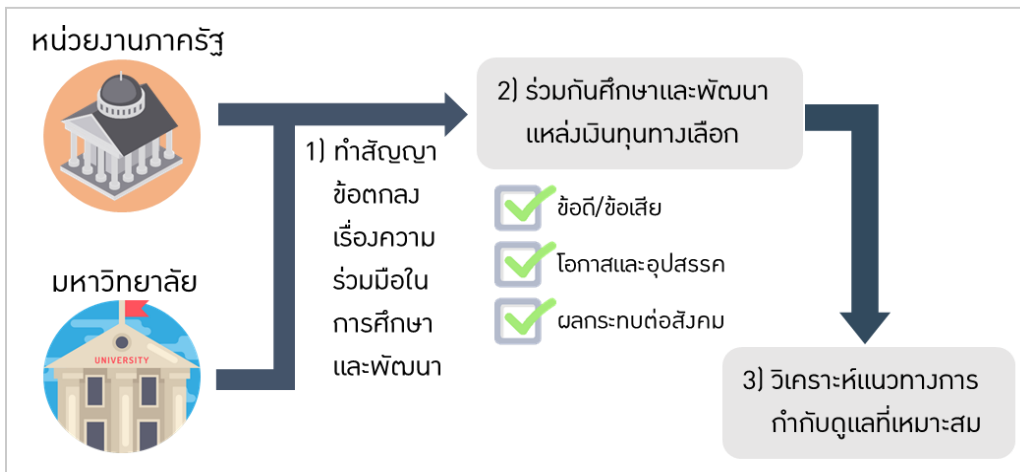 หน่วยงานภาครัฐ
มหาวิทยาลัย
UNIVERSITY
1) ทำสัญญา
ข้อตกลง
เรื่องความ
ร่วมมือใน
การศึกษา
และพัฒนา
2) ร่วมกันศึกษาและพัฒนา
แหล่งเงินทุนทางเลือก
ข้อดี/ข้อเสีย
โอกาสและอุปสรรค
ผลกระทบต่อสังคม
3) วิเคราะห์แนวทางการ
กำกับดูแลที่เหมาะสม